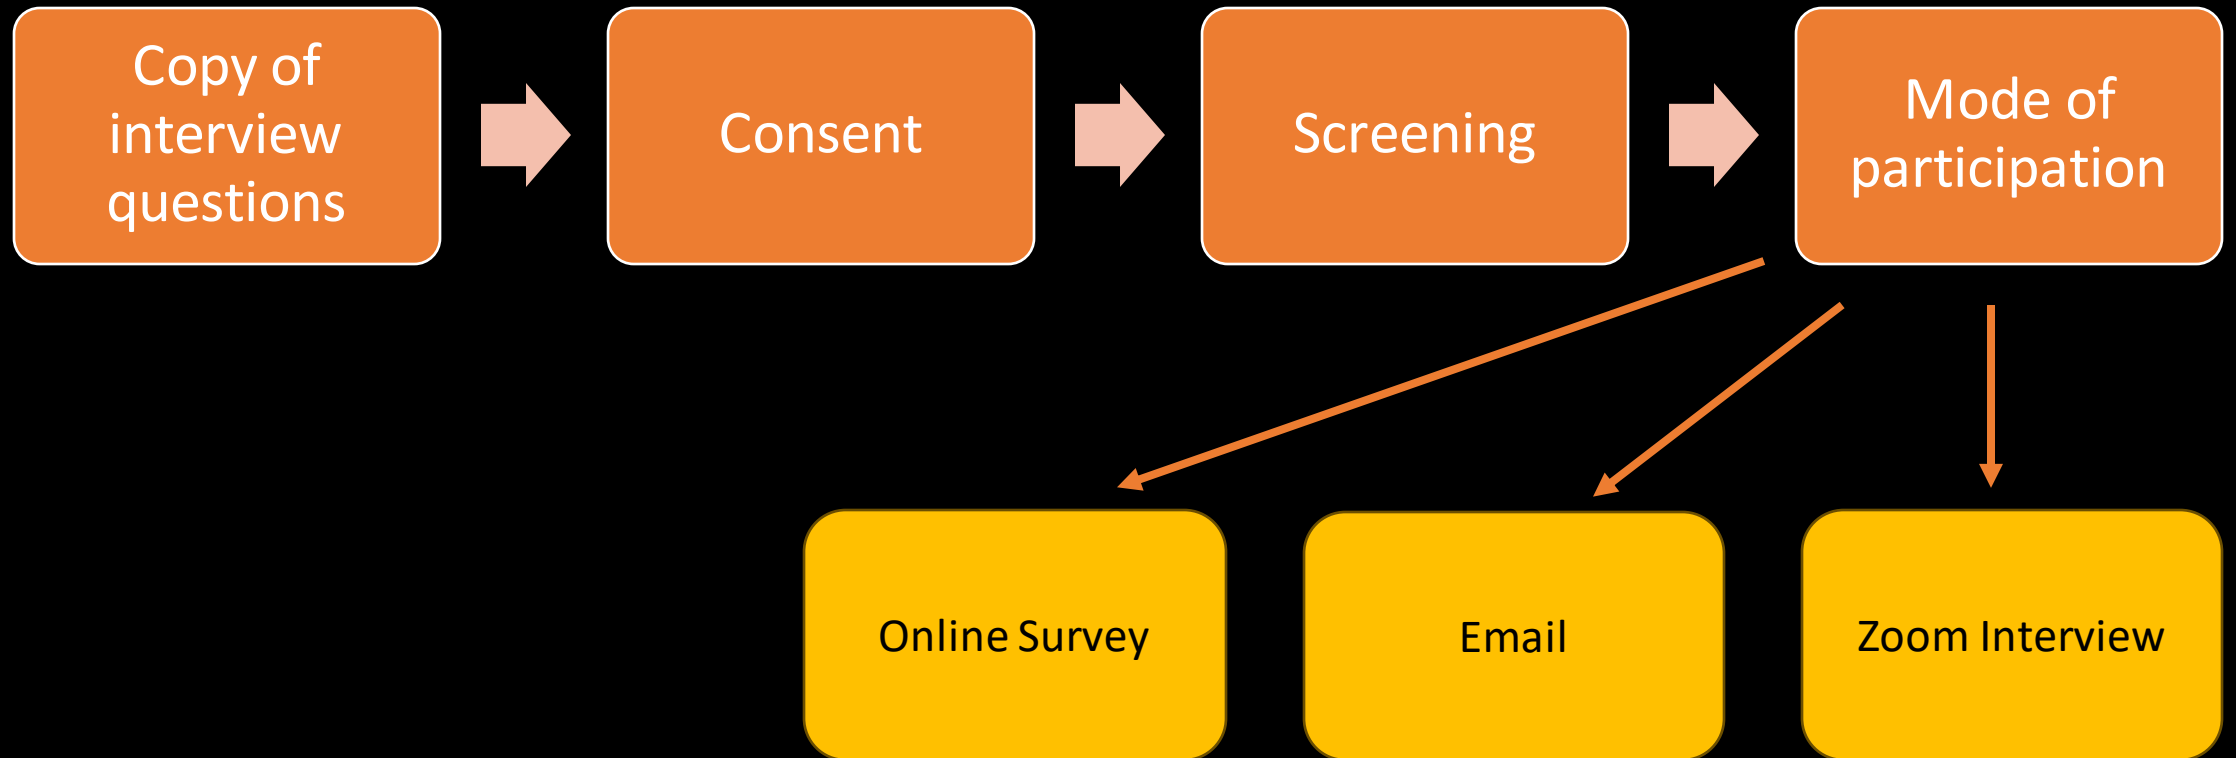 Copy of
interview
questions
Consent
Screening
Mode of
participation
Online Survey
Email
Zoom Interview